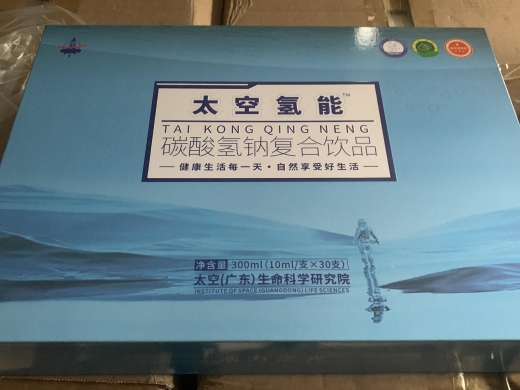 太空氢能™
TAI KONG QING NENG
碳酸氢钠复合饮品
健康生活每一天·自然享受好生活
净含量 300ml(10ml/支×30支)
太空(广东)生命科学研究院
INSTITUTE OF SPACE(GUANGDONG)LIFE SCIENCES